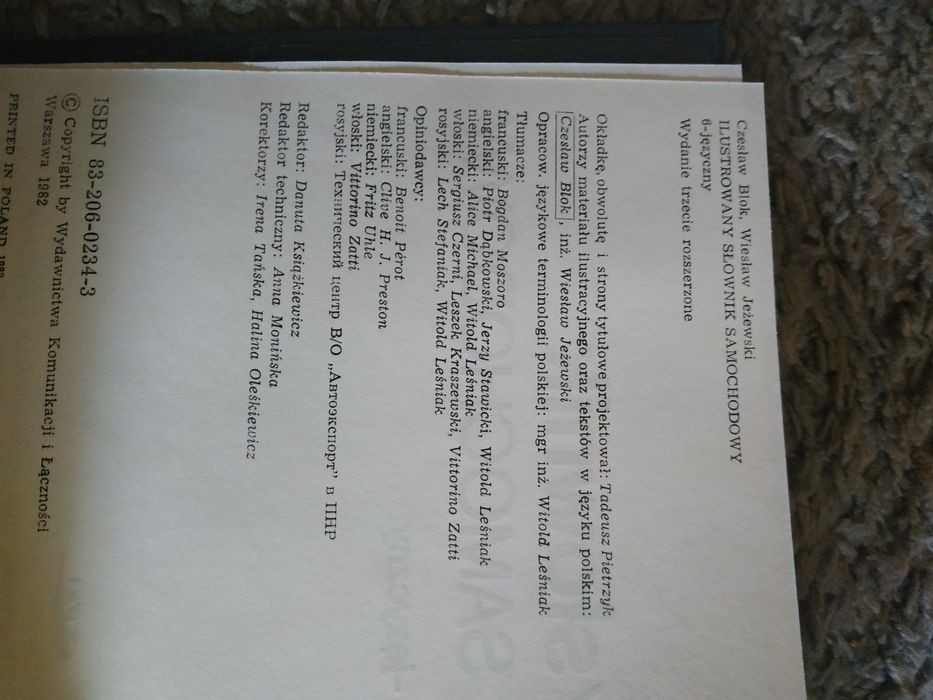 Czesław Blok, Wiesław Jeżewski
ILUSTROWANY SŁOWNIK SAMOCHODOWY
6-języczny
Wydanie trzecie rozszerzone
Okładkę, obwolutę i strony tytułowe projektował: Tadeusz Pietrzyk
Autorzy materiału ilustracyjnego oraz tekstów w języku polskim:
Czesław Blok, inż. Wiesław Jeżewski
Opracow. językowe terminologii polskiej: mgr inż. Witold Leśniak
Tłumacze:
francuski: Bogdan Moszoro
angielski: Piotr Dąbkowski, Jerzy Stawicki, Witold Leśniak
niemiecki: Alice Michael, Witold Leśniak
włoski: Sergiusz Czerni, Leszek Kraszewski, Vittorino Zatti
rosyjski: Lech Stefaniak, Witold Leśniak
Opiniodawcy:
francuski: Benoit Pérot
angielski: Clive H. J. Preston
niemiecki: Fritz Uhle
włoski: Vittorino Zatti
rosyjski: Технический центр В/О „Автоэкспорт” в ПНР
Redaktor: Danuta Książkiewicz
Redaktor techniczny: Anna Monińska
Korektorzy: Irena Tańska, Halina Oleśkiewicz
ISBN 83-206-0234-3
© Copyright by Wydawnictwa Komunikacji i Łączności
Warszawa 1982
PRINTED IN POLAND 1982